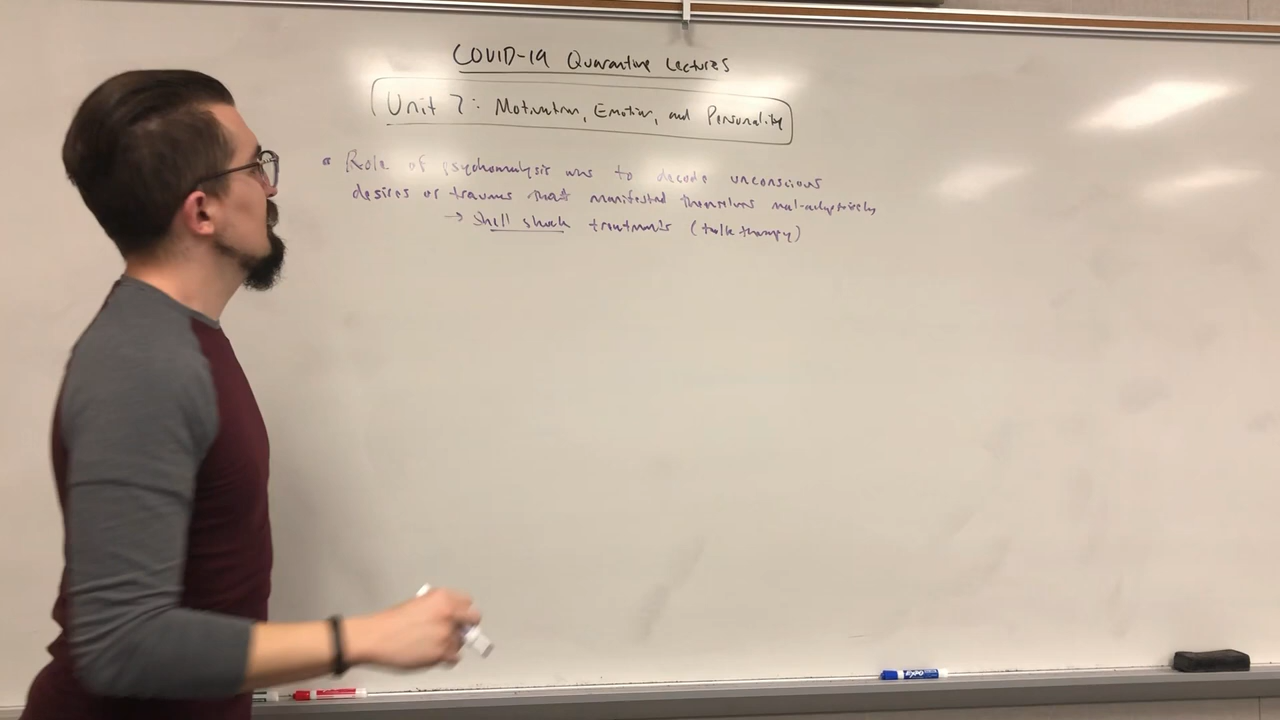 COVID-19 Quarantine Lectures
Unit 7: Motivation, Emotion, and Personality
Role of psychoanalysis was to decode unconscious
desires or traumas that manifested themselves mal-adaptively
→ Shell shock treatments (talk therapy)